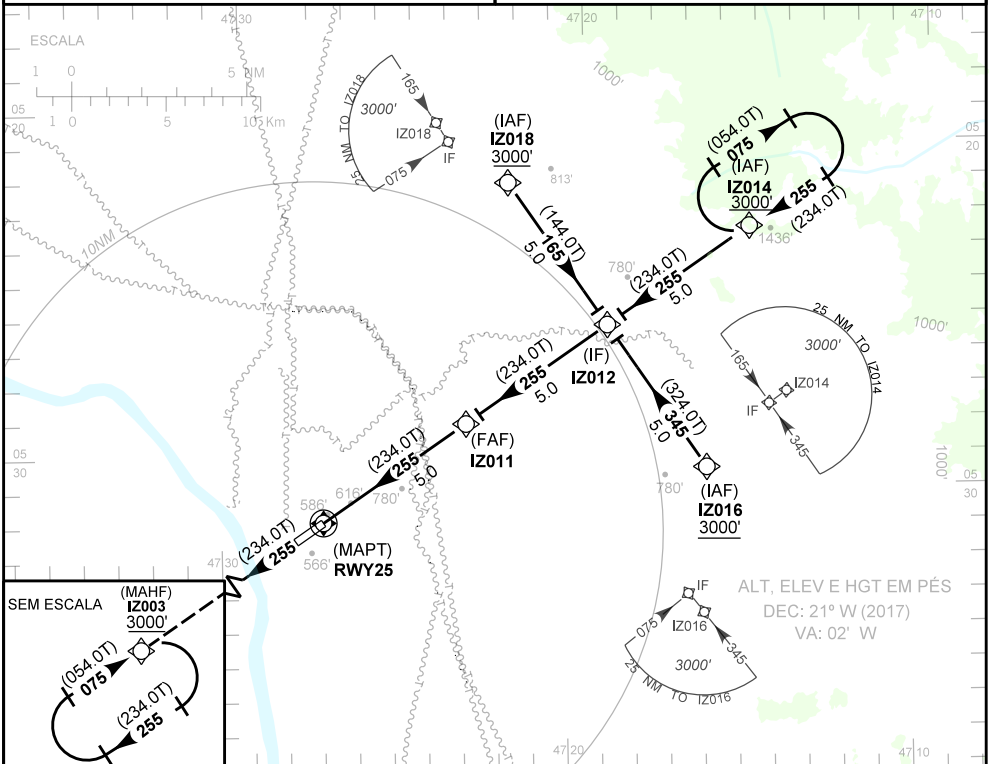 47 30
47 20
47 10
ESCALA
1 0 5 NM
1 0 5 10 Km
05
20
05
20
165
3000'
IZ018
IF
075
25 NM TO IZ018
(IAF)
IZ018
3000'
813'
1000'
(054.0T)
075
(IAF)
IZ014
3000'
255
(234.0T)
1436'
10NM
(144.0T)
165
5.0
780'
(234.0T)
255
5.0
(IF)
IZ012
1000'
25 NM TO IZ014
3000'
165
IZ014
IF
345
(234.0T)
255
5.0
(324.0T)
345
5.0
(FAF)
IZ011
05
30
(234.0T)
255
5.0
780'
616'
586'
780'
(IAF)
IZ016
3000'
1000'
05
30
(MAPT)
RWY25
566'
(234.0T)
255
47 30
SEM ESCALA
(MAHF)
IZ003
3000'
(054.0T)
075
(234.0T)
255
IF
IZ016
075
345
3000'
25 NM TO IZ016
ALT, ELEV E HGT EM PÉS
DEC: 21º W (2017)
VA: 02' W
47 20
47 10